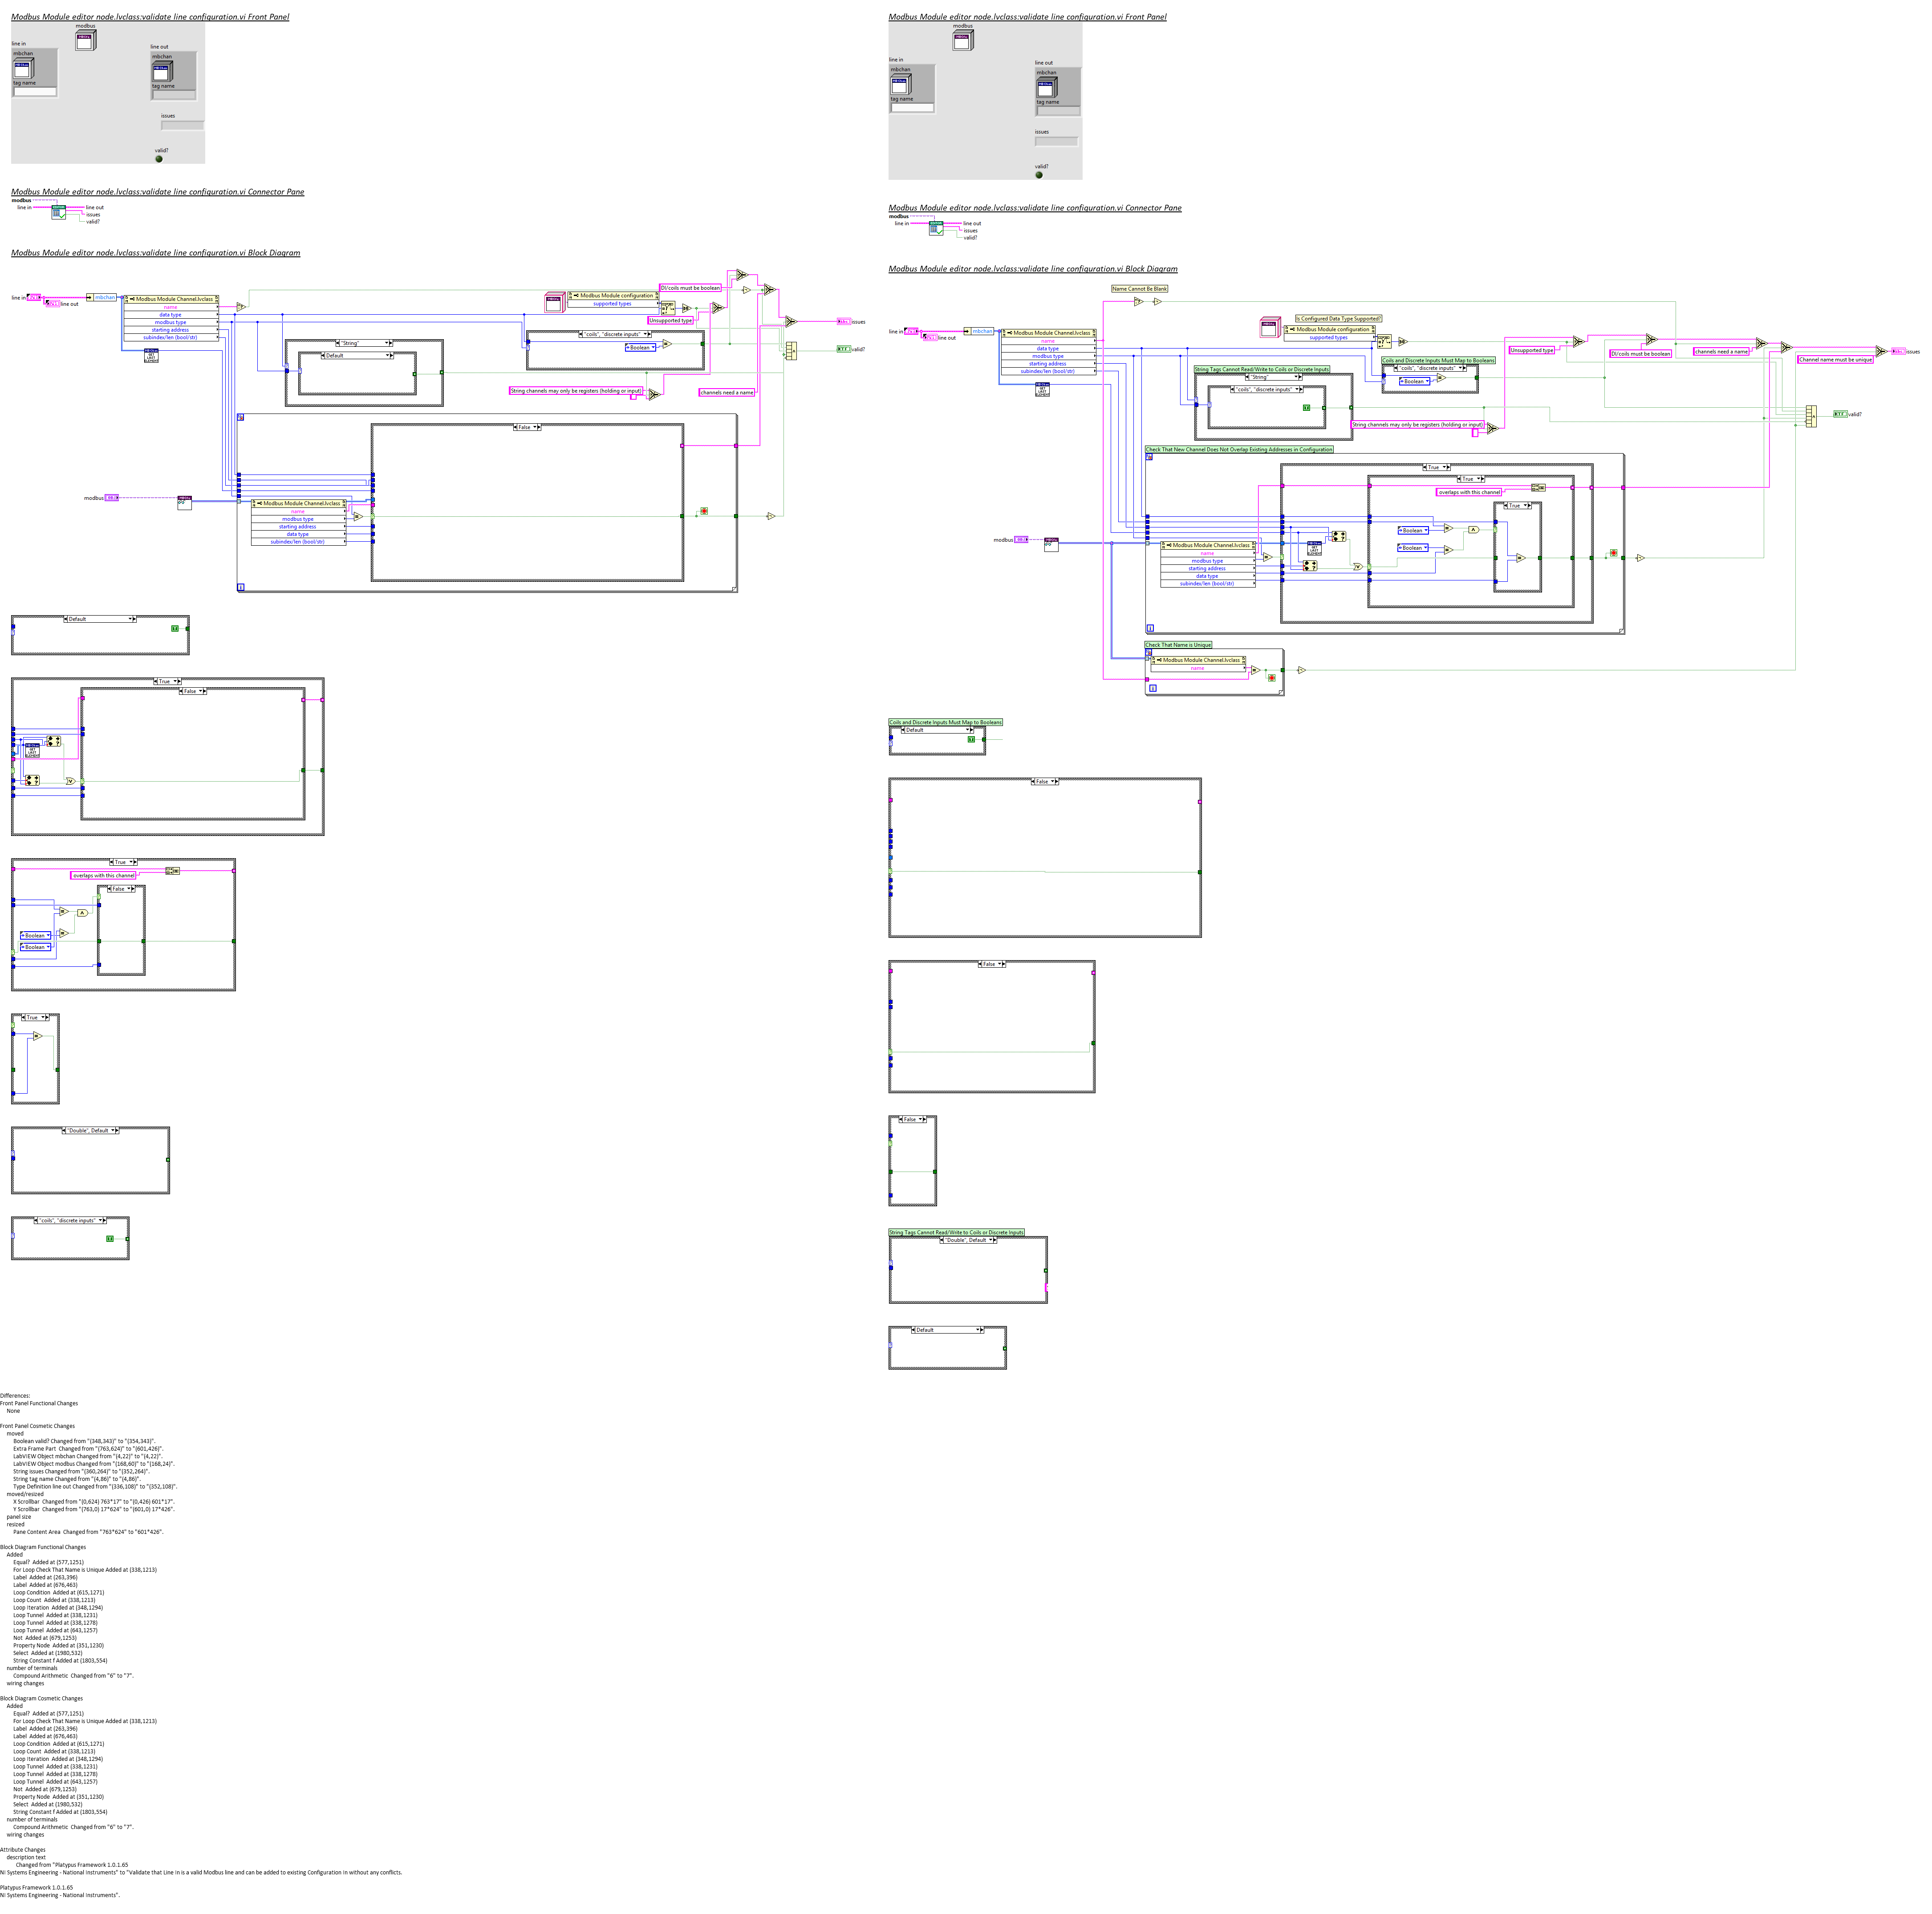 Modbus Module editor node.lvclass:validate line configuration.vi Front Panel
modbus
line in
mbchan
tag name
line out
mbchan
tag name
issues
valid?
Modbus Module editor node.lvclass:validate line configuration.vi Connector Pane
modbus
line in
line out
issues
valid?
Modbus Module editor node.lvclass:validate line configuration.vi Block Diagram
line in
line out
mbchan
Modbus Module Channel.lvclass
name
data type
modbus type
starting address
subindex/len (bool/str)
"String"
Default
Modbus Module configuration
supported types
DI/coils must be boolean
Unsupported type
"coils", "discrete inputs"
Boolean
String channels may only be registers (holding or input)
channels need a name
issues
valid?
False
modbus
Modbus Module Channel.lvclass
name
modbus type
starting address
data type
subindex/len (bool/str)
Default
True
False
True
overlaps with this channel
False
Boolean
Boolean
True
"Double", Default
"coils", "discrete inputs"
Modbus Module editor node.lvclass:validate line configuration.vi Front Panel
modbus
line in
mbchan
tag name
line out
mbchan
tag name
issues
valid?
Modbus Module editor node.lvclass:validate line configuration.vi Connector Pane
modbus
line in
line out
issues
valid?
Modbus Module editor node.lvclass:validate line configuration.vi Block Diagram
Name Cannot Be Blank
line in
line out
mbchan
Modbus Module Channel.lvclass
name
data type
modbus type
starting address
subindex/len (bool/str)
Is Configured Data Type Supported?
Modbus Module configuration
supported types
Coils and Discrete Inputs Must Map to Booleans
"coils", "discrete inputs"
Boolean
String Tags Cannot Read/Write to Coils or Discrete Inputs
"String"
"coils", "discrete inputs"
String channels may only be registers (holding or input)
Unsupported type
DI/coils must be boolean
channels need a name
Channel name must be unique
issues
valid?
Check That New Channel Does Not Overlap Existing Addresses in Configuration
True
True
overlaps with this channel
True
Boolean
Boolean
modbus
Modbus Module Channel.lvclass
name
modbus type
starting address
data type
subindex/len (bool/str)
Check That Name is Unique
Modbus Module Channel.lvclass
name
Coils and Discrete Inputs Must Map to Booleans
Default
False
False
False
String Tags Cannot Read/Write to Coils or Discrete Inputs
"Double", Default
Default
Differences:
Front Panel Functional Changes
None
Front Panel Cosmetic Changes
moved
Boolean valid? Changed from "(348,343)" to "(354,343)".
Extra Frame Part  Changed from "(763,624)" to "(601,426)".
LabVIEW Object mbchan Changed from "(4,22)" to "(4,22)".
LabVIEW Object modbus Changed from "(168,60)" to "(168,24)".
String issues Changed from "(360,264)" to "(352,264)".
String tag name Changed from "(4,86)" to "(4,86)".
Type Definition line out Changed from "(336,108)" to "(352,108)".
moved/resized
X Scrollbar  Changed from "(0,624) 763*17" to "(0,426) 601*17".
Y Scrollbar  Changed from "(763,0) 17*624" to "(601,0) 17*426".
panel size
resized
Pane Content Area  Changed from "763*624" to "601*426".
Block Diagram Functional Changes
Added
Equal?  Added at (577,1251)
For Loop Check That Name is Unique Added at (338,1213)
Label  Added at (263,396)
Label  Added at (676,463)
Loop Condition  Added at (615,1271)
Loop Count  Added at (338,1213)
Loop Iteration  Added at (348,1294)
Loop Tunnel  Added at (338,1231)
Loop Tunnel  Added at (338,1278)
Loop Tunnel  Added at (643,1257)
Not  Added at (679,1253)
Property Node  Added at (351,1230)
Select  Added at (1980,532)
String Constant f Added at (1803,554)
number of terminals
Compound Arithmetic  Changed from "6" to "7".
wiring changes
Block Diagram Cosmetic Changes
Added
Equal?  Added at (577,1251)
For Loop Check That Name is Unique Added at (338,1213)
Label  Added at (263,396)
Label  Added at (676,463)
Loop Condition  Added at (615,1271)
Loop Count  Added at (338,1213)
Loop Iteration  Added at (348,1294)
Loop Tunnel  Added at (338,1231)
Loop Tunnel  Added at (338,1278)
Loop Tunnel  Added at (643,1257)
Not  Added at (679,1253)
Property Node  Added at (351,1230)
Select  Added at (1980,532)
String Constant f Added at (1803,554)
number of terminals
Compound Arithmetic  Changed from "6" to "7".
wiring changes
Attribute Changes
description text
Changed from "Platypus Framework 1.0.1.65
NI Systems Engineering - National Instruments" to "Validate that Line In is a valid Modbus line and can be added to existing Configuration In without any conflicts.
Platypus Framework 1.0.1.65
NI Systems Engineering - National Instruments".